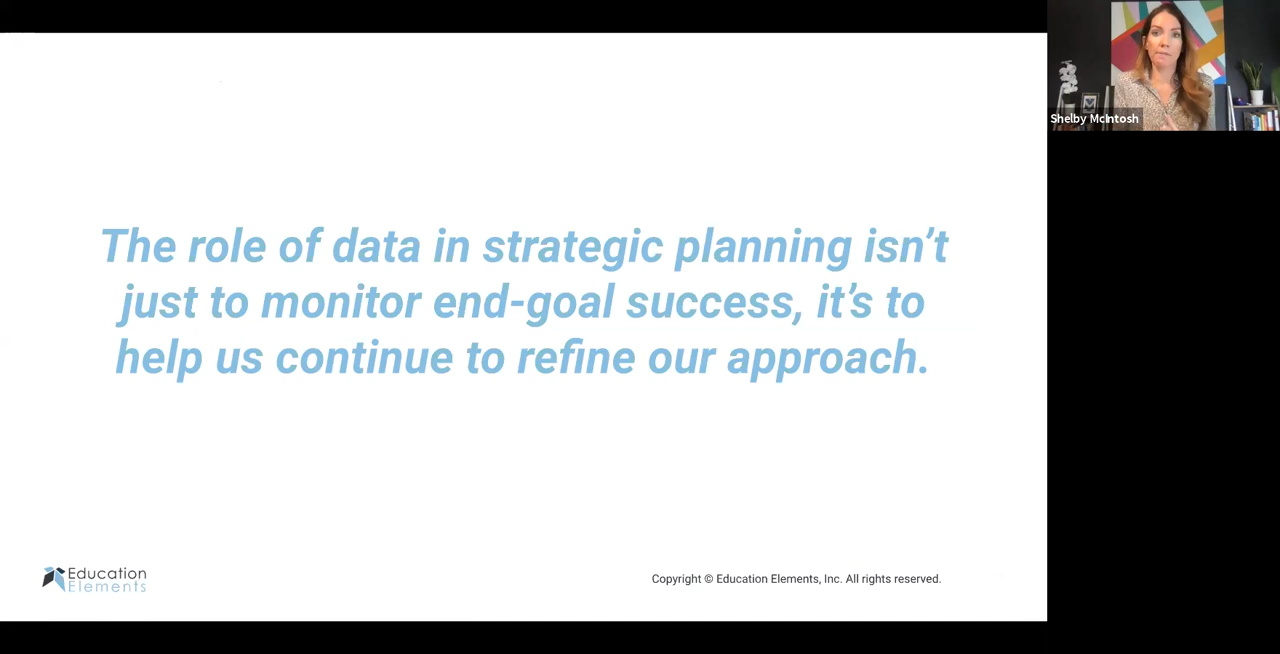 Shelby McIntosh
The role of data in strategic planning isn’t
just to monitor end-goal success, it’s to
help us continue to refine our approach.
Education
Elements
Copyright © Education Elements, Inc. All rights reserved.